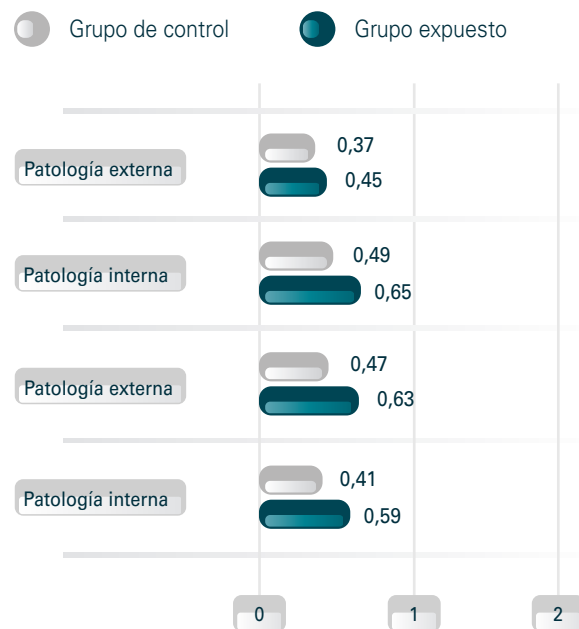 Grupo de control Grupo expuesto
Patología externa
0,37
0,45
Patología interna
0,49
0,65
Patología externa
0,47
0,63
Patología interna
0,41
0,59
0 1 2